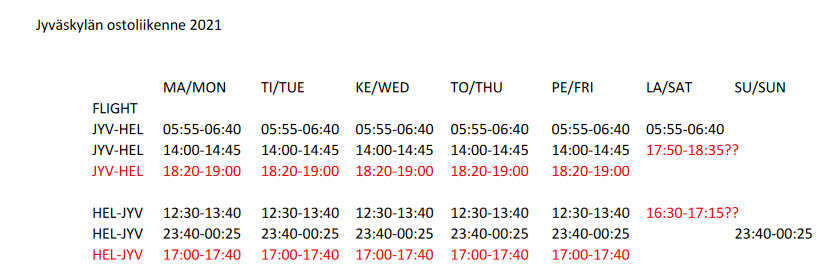 Jyväskylän ostoliikenne 2021
MA/MON TI/TUE KE/WED TO/THU PE/FRI LA/SAT SU/SUN
FLIGHT
JYV-HEL 05:55-06:40 05:55-06:40 05:55-06:40 05:55-06:40 05:55-06:40 05:55-06:40
JYV-HEL 14:00-14:45 14:00-14:45 14:00-14:45 14:00-14:45 14:00-14:45 17:50-18:35??
JYV-HEL 18:20-19:00 18:20-19:00 18:20-19:00 18:20-19:00 18:20-19:00
HEL-JYV 12:30-13:40 12:30-13:40 12:30-13:40 12:30-13:40 12:30-13:40 16:30-17:15??
HEL-JYV 23:40-00:25 23:40-00:25 23:40-00:25 23:40-00:25 23:40-00:25 23:40-00:25
HEL-JYV 17:00-17:40 17:00-17:40 17:00-17:40 17:00-17:40 17:00-17:40